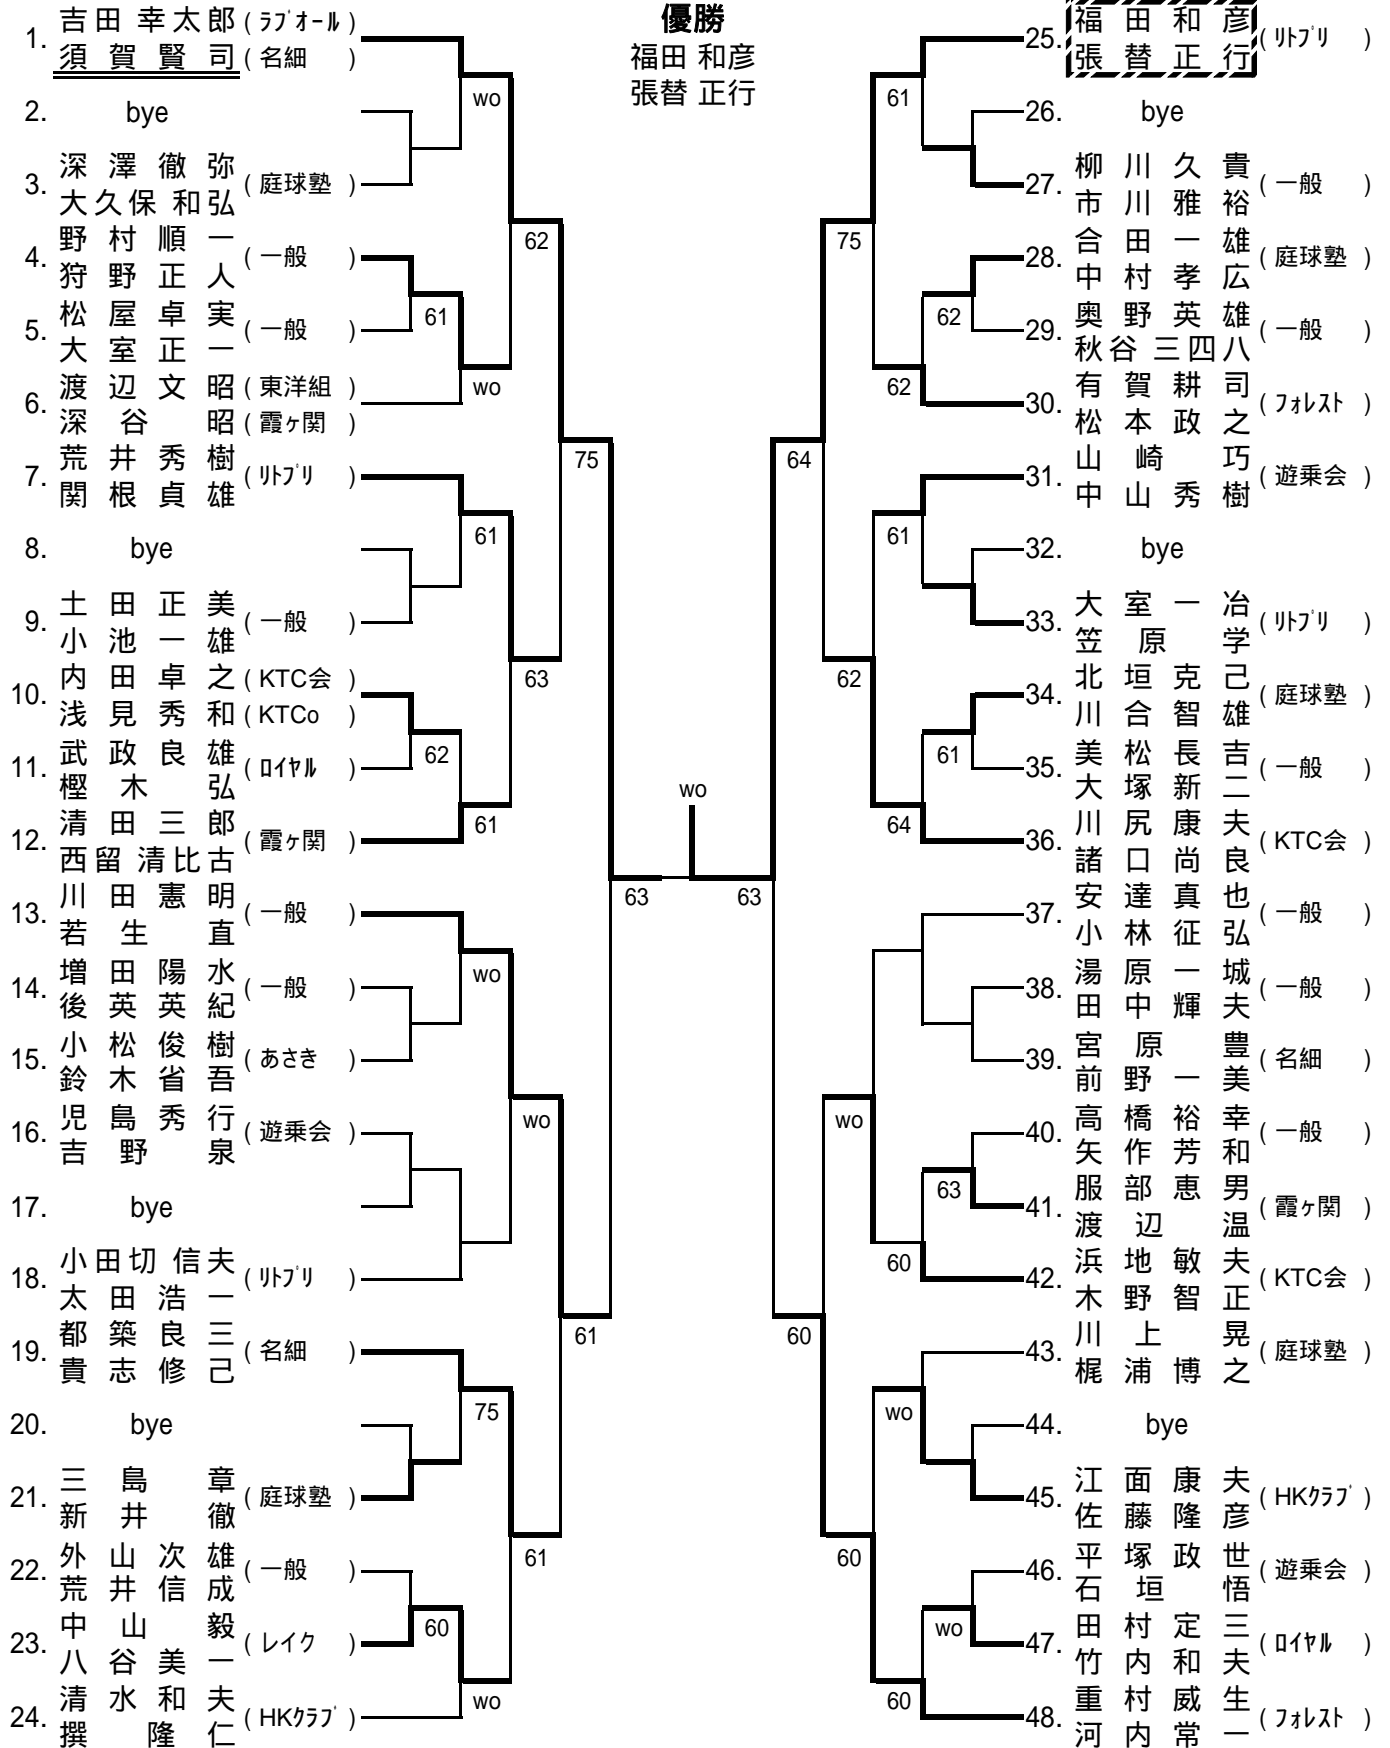 優勝
福田 和彦
張替 正行
1. 吉田 幸太郎 ( ﾗﾌﾞｵｰﾙ )
須賀賢司 ( 名細 )
wo
2. bye
3. 深澤徹弥 ( 庭球塾 )
大久保 和弘
62
4. 野村順一 ( 一般 )
狩野正人
61
5. 松屋卓実 ( 一般 )
大室正一
wo
6. 渡辺文昭 ( 東洋組 )
深谷昭 ( 霞ヶ関 )
75
7. 荒井秀樹 ( ﾘﾄﾌﾟﾘ )
関根貞雄
61
8. bye
9. 土田正美 ( 一般 )
小池一雄
63
10. 内田卓之 ( KTC会 )
浅見秀和 ( KTCo )
62
11. 武政良雄 ( ﾛｲﾔﾙ )
樫木弘
61
12. 清田三郎 ( 霞ヶ関 )
西留 清比古
63
13. 川田憲明 ( 一般 )
若生直
wo
14. 増田陽水 ( 一般 )
後英英紀
15. 小松俊樹 ( あさき )
鈴木省吾
wo
16. 児島秀行 ( 遊乗会 )
吉野泉
17. bye
18. 小田切 信夫 ( ﾘﾄﾌﾟﾘ )
太田浩一
61
19. 都築良三 ( 名細 )
貴志修己
75
20. bye
21. 三島章 ( 庭球塾 )
新井徹
61
22. 外山次雄 ( 一般 )
荒井信成
60
23. 中山毅 ( レイク )
八谷美一
wo
24. 清水和夫 ( HKｸﾗﾌﾞ )
撰隆仁
wo
25. 福田和彦 ( ﾘﾄﾌﾟﾘ )
張替正行
61
26. bye
27. 柳川久貴 ( 一般 )
市川雅裕
75
28. 合田一雄 ( 庭球塾 )
中村孝広
62
29. 奥野英雄 ( 一般 )
秋谷 三四八
62
30. 有賀耕司 ( ﾌｫﾚｽﾄ )
松本政之
64
31. 山崎巧 ( 遊乗会 )
中山秀樹
61
32. bye
33. 大室一冶 ( ﾘﾄﾌﾟﾘ )
笠原学
62
34. 北垣克己 ( 庭球塾 )
川合智雄
61
35. 美松長吉 ( 一般 )
大塚新二
64
36. 川尻康夫 ( KTC会 )
諸口尚良
63
37. 安達真也 ( 一般 )
小林征弘
38. 湯原一城 ( 一般 )
田中輝夫
39. 宮原豊 ( 名細 )
前野一美
wo
40. 高橋裕幸 ( 一般 )
矢作芳和
63
41. 服部恵男 ( 霞ヶ関 )
渡辺温
60
42. 浜地敏夫 ( KTC会 )
木野智正
60
43. 川上晃 ( 庭球塾 )
梶浦博之
wo
44. bye
45. 江面康夫 ( HKｸﾗﾌﾞ )
佐藤隆彦
60
46. 平塚政世 ( 遊乗会 )
石垣悟
wo
47. 田村定三 ( ﾛｲﾔﾙ )
竹内和夫
60
48. 重村威生 ( ﾌｫﾚｽﾄ )
河内常一